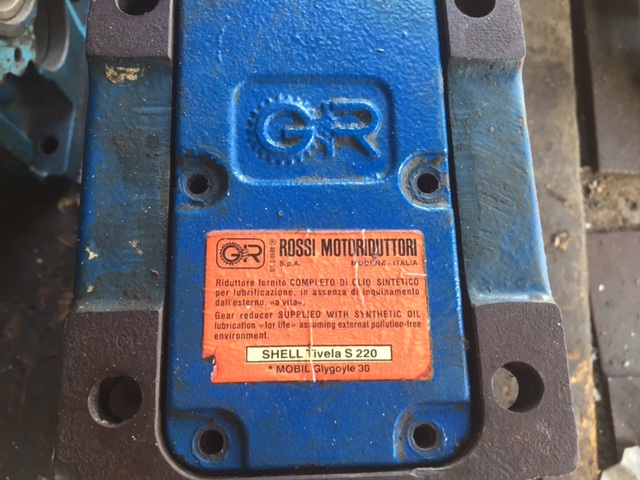 GR
GR
ROSSI MOTORIDUTTORI
S.p.A. MODENA - ITALIA
Riduttore fornito COMPLETO DI OLIO SINTETICO
per lubrificazione, in assenza di inquinamento
dall'esterno, «a vita».
Gear reducer SUPPLIED WITH SYNTHETIC OIL
lubrication «for life» assuming external pollution-free
environment.
SHELL Tivela S 220
* MOBIL Glygoyle 30